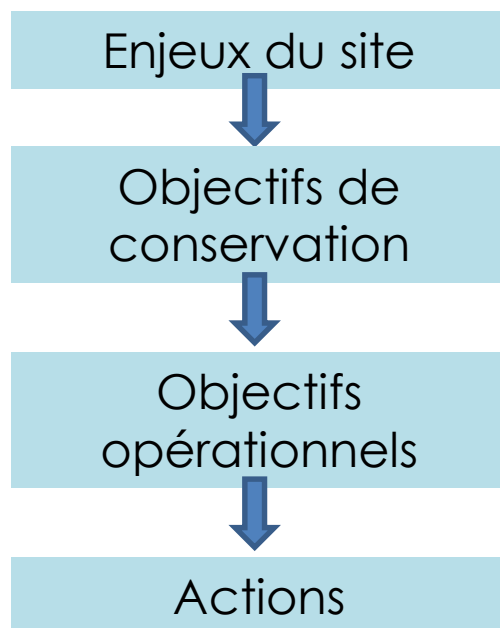 Enjeux du site
Objectifs de
conservation
Objectifs
opérationnels
Actions